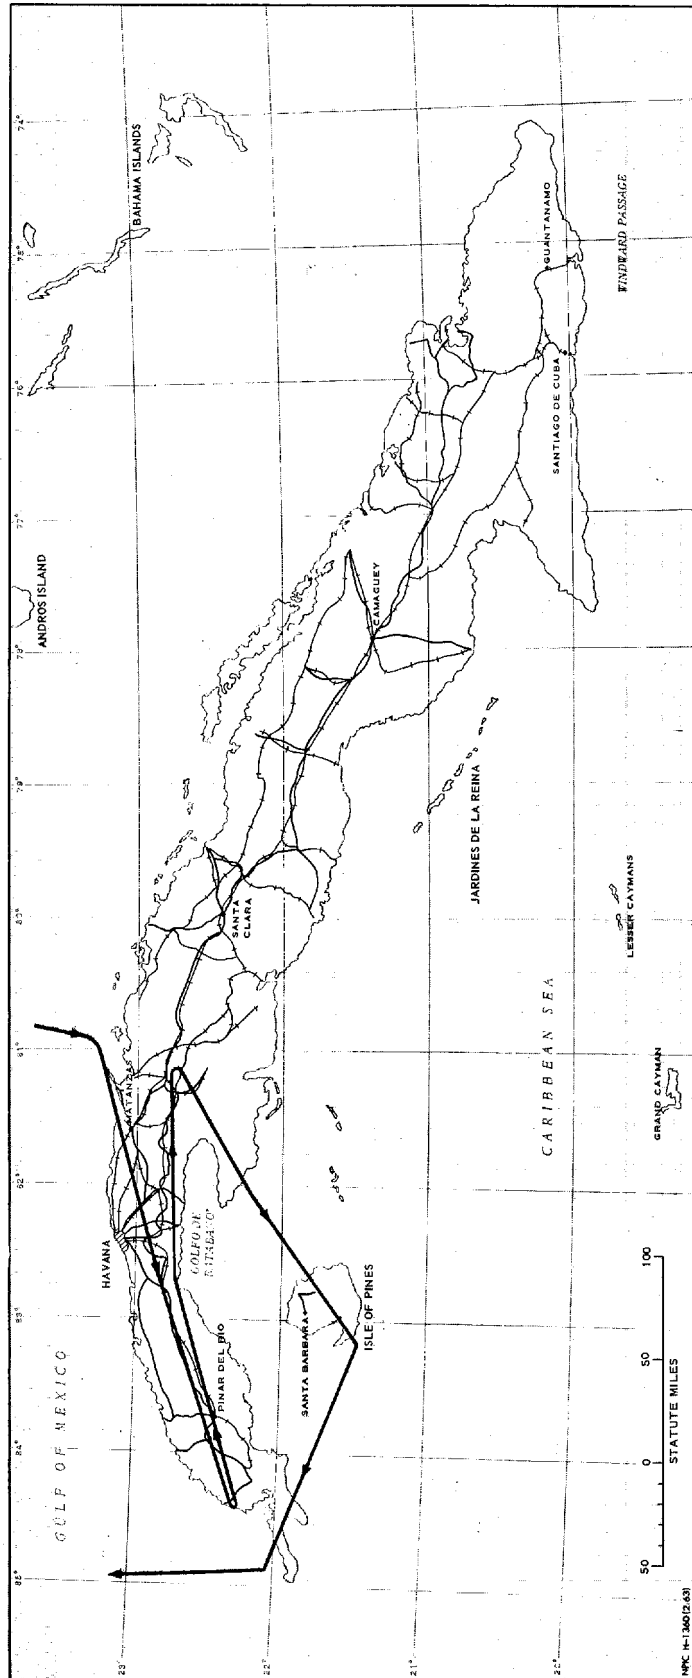 85°
84°
83°
82°
81°
80°
79°
78°
77°
76°
75°
74°
GULF OF MEXICO
ANDROS ISLAND
BAHAMA ISLANDS
HAVANA
MATANZAS
23°
PINAR DEL RIO
GOLFO DE
BATABANO
SANTA
CLARA
22°
SANTA BARBARA
ISLE OF PINES
CAMAGUEY
21°
JARDINES DE LA REINA
GUANTANAMO
SANTIAGO DE CUBA
CARIBBEAN SEA
20°
WINDWARD PASSAGE
LESSER CAYMANS
GRAND CAYMAN
50
0
50
100
STATUTE MILES
NPIC H-1360 (2-63)